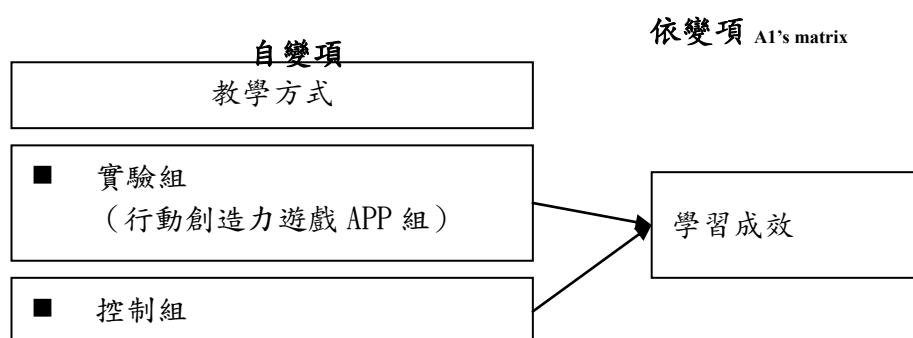 自變項
依變項 A1's matrix
教學方式
■ 實驗組
（行動創造力遊戲 APP 組）
學習成效
■ 控制組